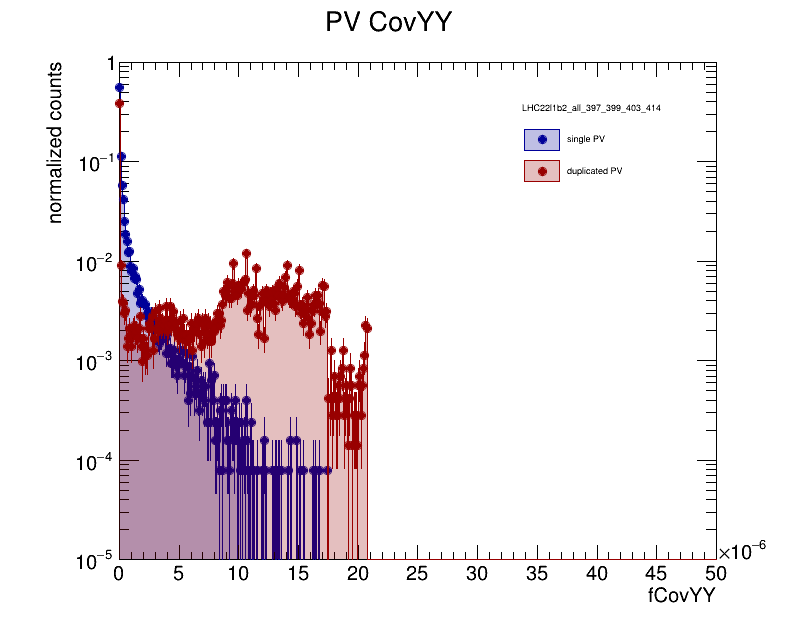 PV CovYY
normalized counts
1
10⁻¹
10⁻²
10⁻³
10⁻⁴
10⁻⁵
LHC22l1b2_all_397_399_403_414
single PV
duplicated PV
0 5 10 15 20 25 30 35 40 45 50
×10⁻⁶
fCovYY